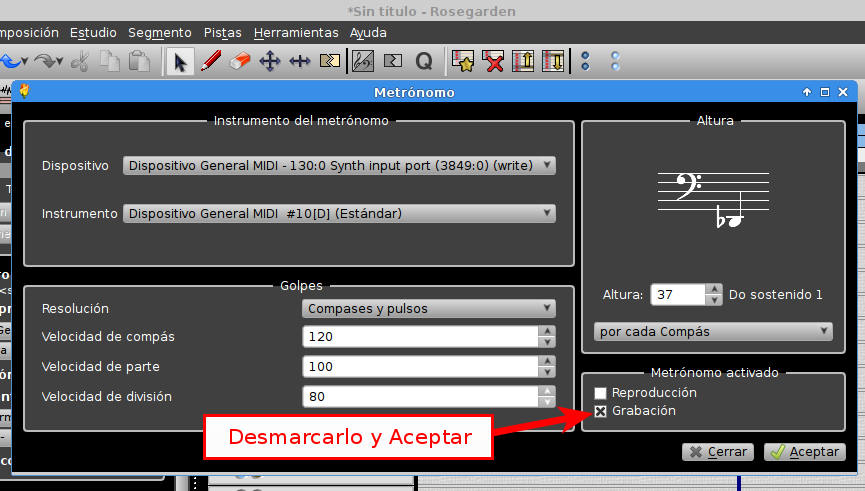 *Sin título - Rosegarden
mposición Estudio Segmento Pistas Herramientas Ayuda
Metrónomo
Instrumento del metrónomo
Dispositivo Dispositivo General MIDI - 130:0 Synth input port (3849:0) (write)
Instrumento Dispositivo General MIDI #10[D] (Estándar)
Altura
Altura: 37 Do sostenido 1
por cada Compás
Golpes
Resolución Compases y pulsos
Velocidad de compás 120
Velocidad de parte 100
Velocidad de división 80
Metrónomo activado
Reproducción
Grabación
Desmarcarlo y Aceptar
Cerrar Aceptar